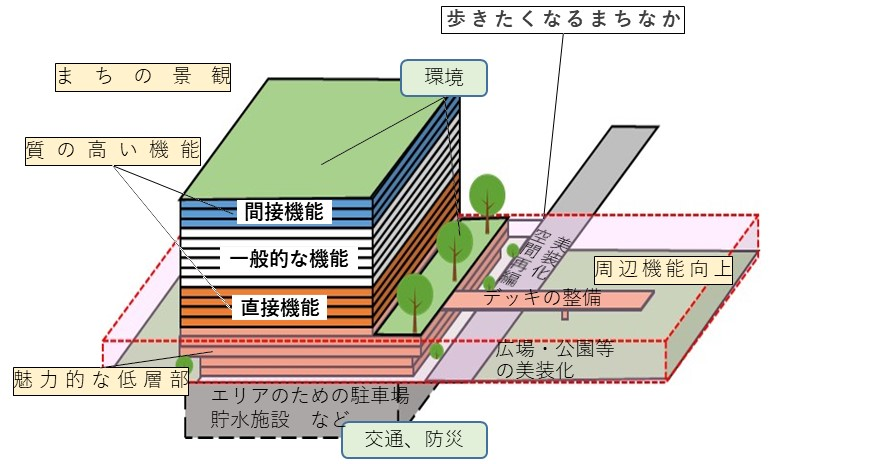 歩きたくなるまちなか
まちの景観
環境
質の高い機能
間接機能
一般的な機能
直接機能
美装化
空間再編
周辺機能向上
デッキの整備
広場・公園等
の美装化
魅力的な低層部
エリアのための駐車場
貯水施設　など
交通、防災